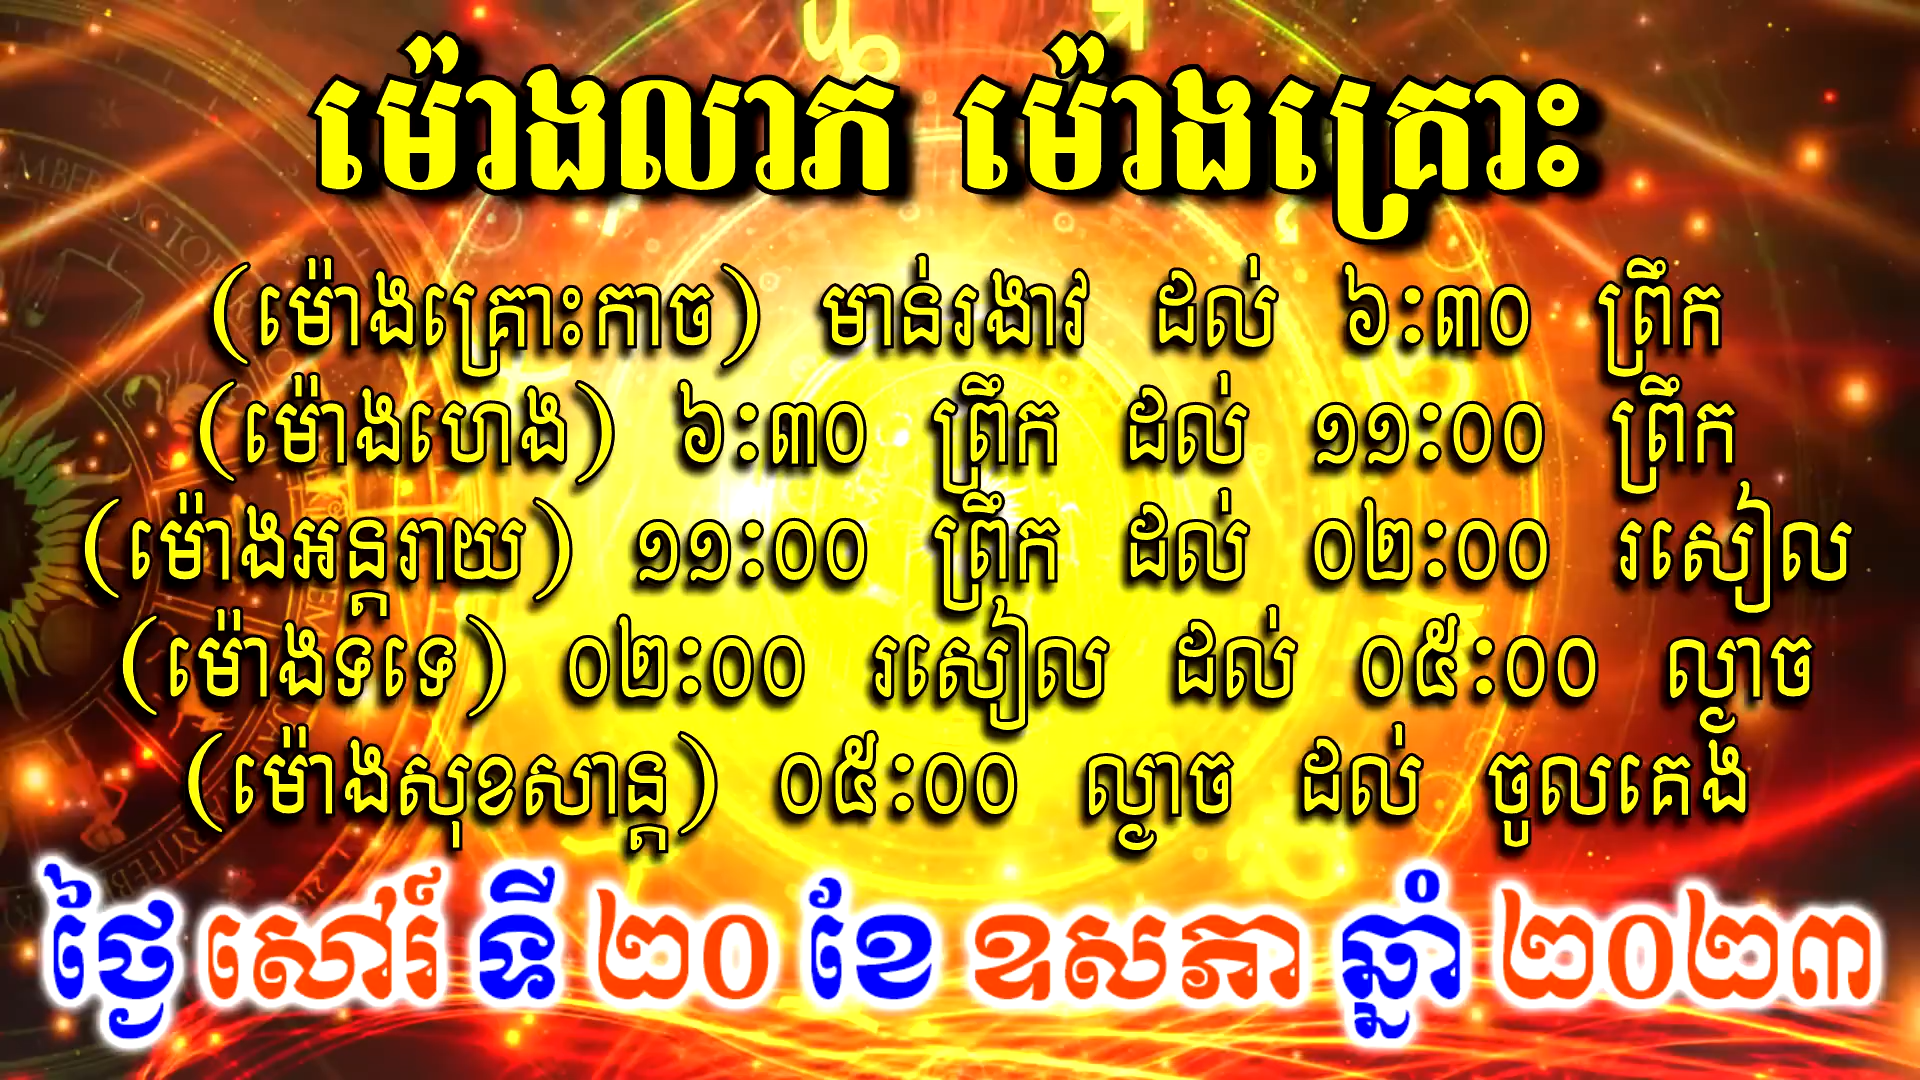 ម៉ោងលាភ ម៉ោងគ្រោះ
(ម៉ោងគ្រោះកាច) មាន់រងាវ ដល់ ៦:៣០ ព្រឹក
(ម៉ោងហេង) ៦:៣០ ព្រឹក ដល់ ១១:០០ ព្រឹក
(ម៉ោងអន្តរាយ) ១១:០០ ព្រឹក ដល់ ០២:០០ រសៀល
(ម៉ោងទទេ) ០២:០០ រសៀល ដល់ ០៥:០០ ល្ងាច
(ម៉ោងសុខសាន្ត) ០៥:០០ ល្ងាច ដល់ ចូលគេង
ថ្ងៃ សៅរ៍ ទី ២០ ខែ ឧសភា ឆ្នាំ ២០២៣